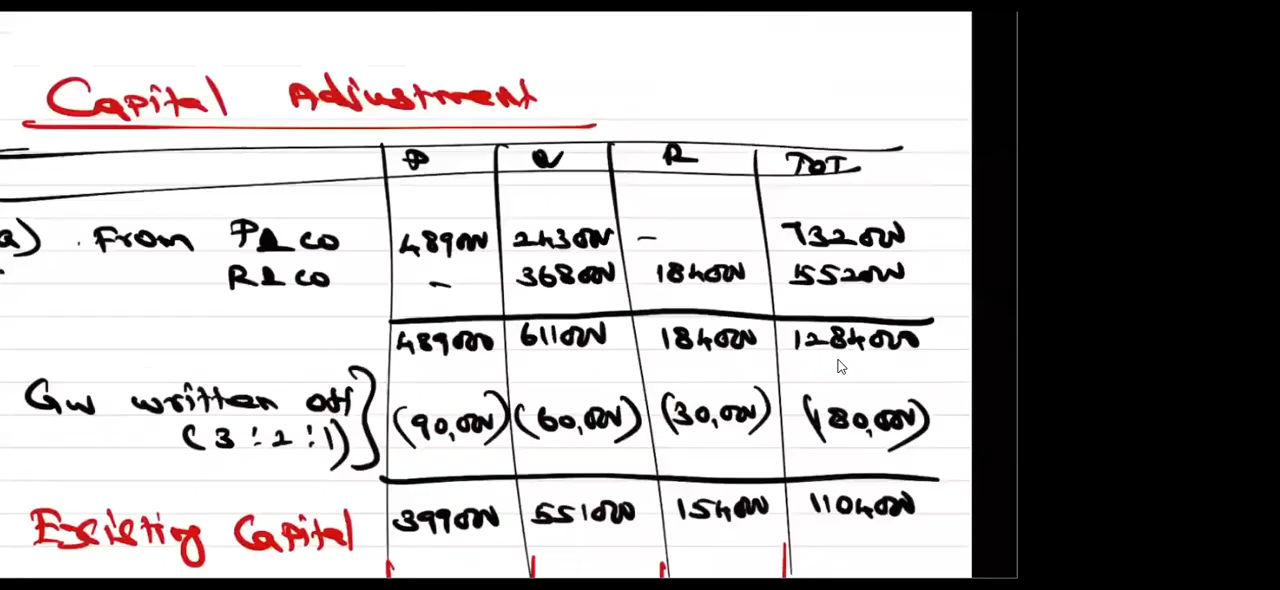 Capital Adjustment
P Q R TOT
a) . From P & co 489000 243000 - 732000
R & co - 368000 184000 552000
489000 611000 184000 1284000
GW written off (90,000) (60,000) (30,000) (180,000)
(3:2:1)
Existing Capital 399000 551000 154000 1104000